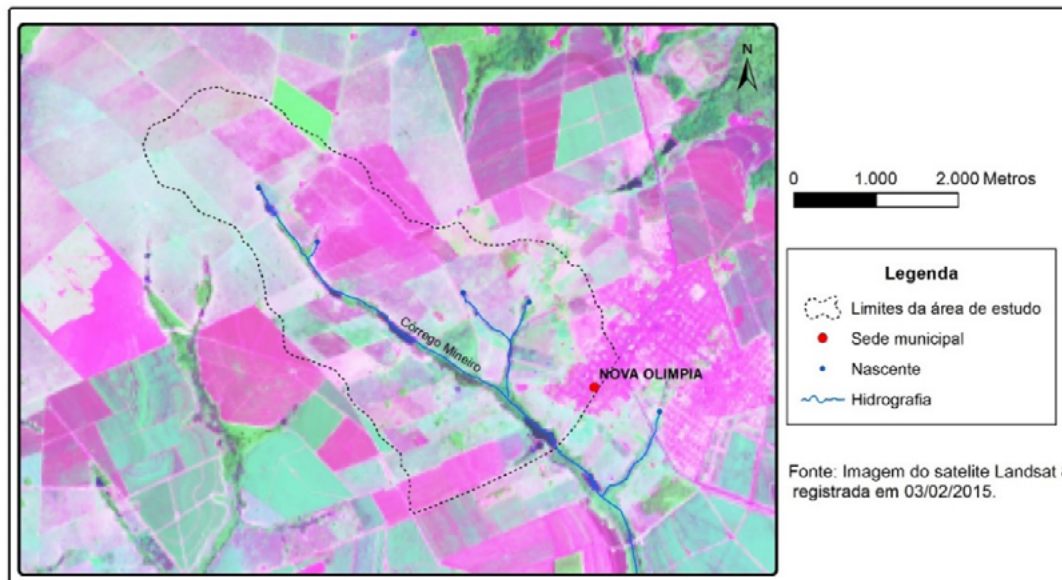 N
Córrego Mineiro
NOVA OLIMPIA
0 1.000 2.000 Metros
Legenda
Limites da área de estudo
Sede municipal
Nascente
Hidrografia
Fonte: Imagem do satelite Landsat
registrada em 03/02/2015.